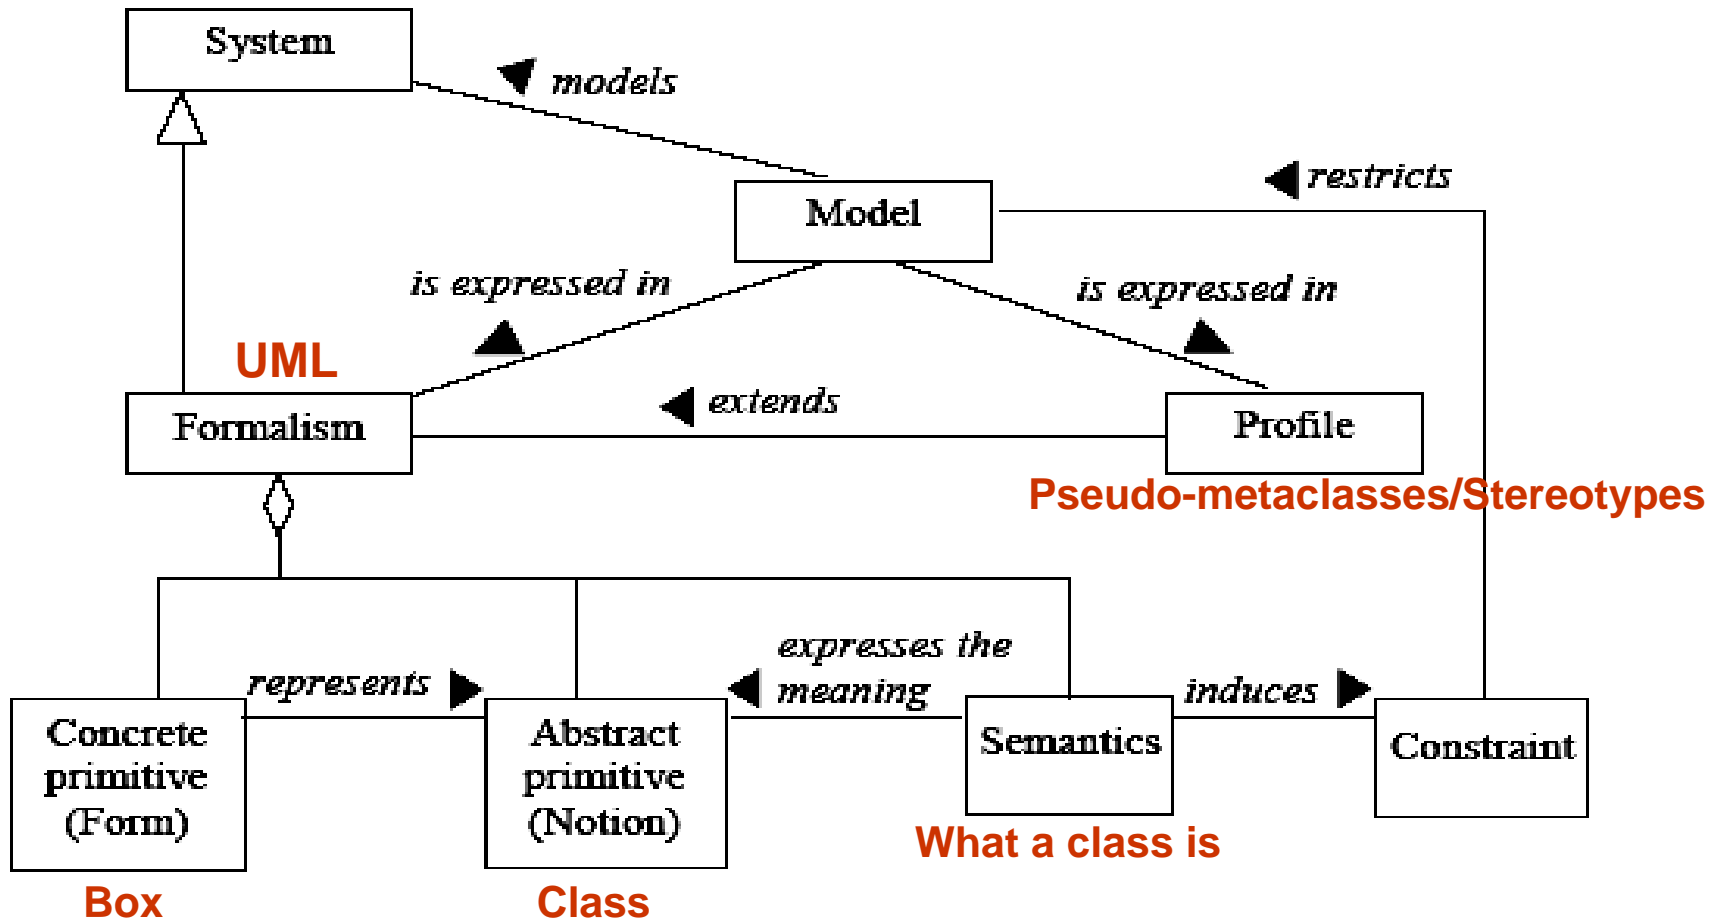 System
models
restricts
Model
is expressed in
is expressed in
UML
extends
Formalism
Profile
Pseudo-metaclasses/Stereotypes
expresses the
meaning
represents
induces
Concrete
primitive
(Form)
Abstract
primitive
(Notion)
Semantics
Constraint
What a class is
Box
Class